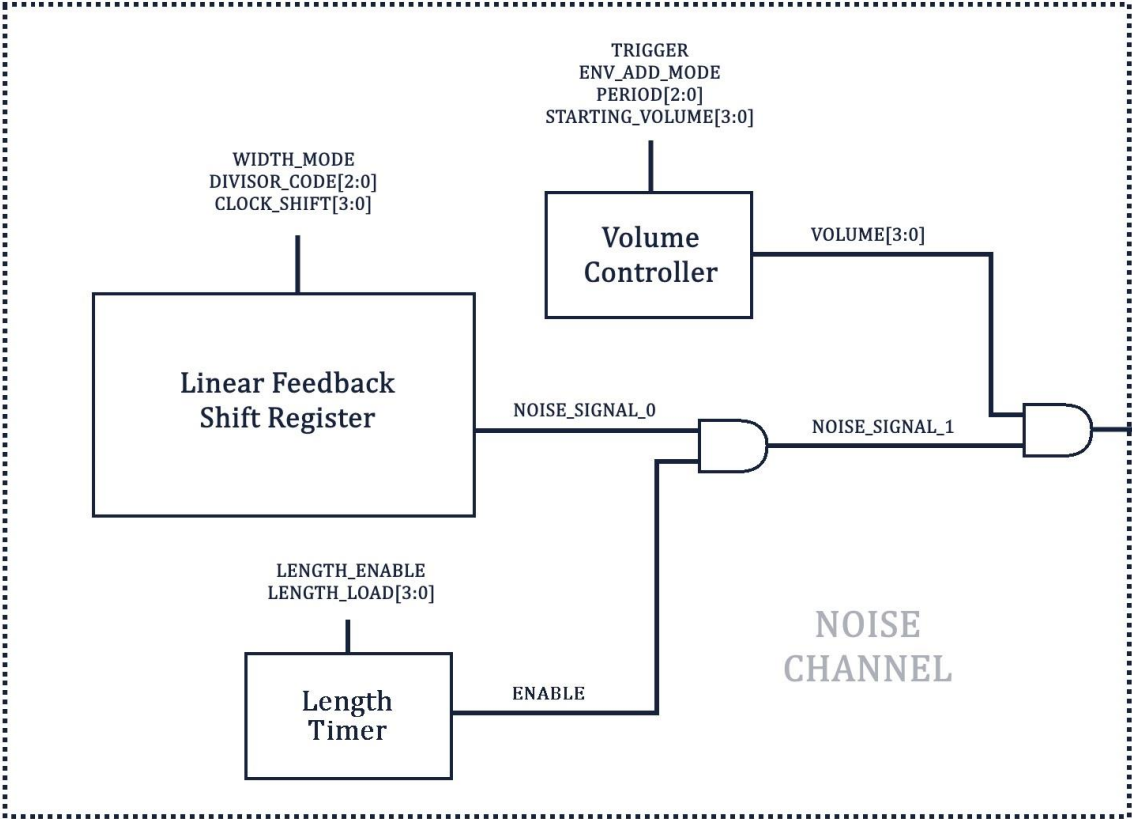 TRIGGER
ENV_ADD_MODE
PERIOD[2:0]
STARTING_VOLUME[3:0]
WIDTH_MODE
DIVISOR_CODE[2:0]
CLOCK_SHIFT[3:0]
Volume
Controller
VOLUME[3:0]
Linear Feedback
Shift Register
NOISE_SIGNAL_0
NOISE_SIGNAL_1
LENGTH_ENABLE
LENGTH_LOAD[3:0]
Length
Timer
ENABLE
NOISE
CHANNEL